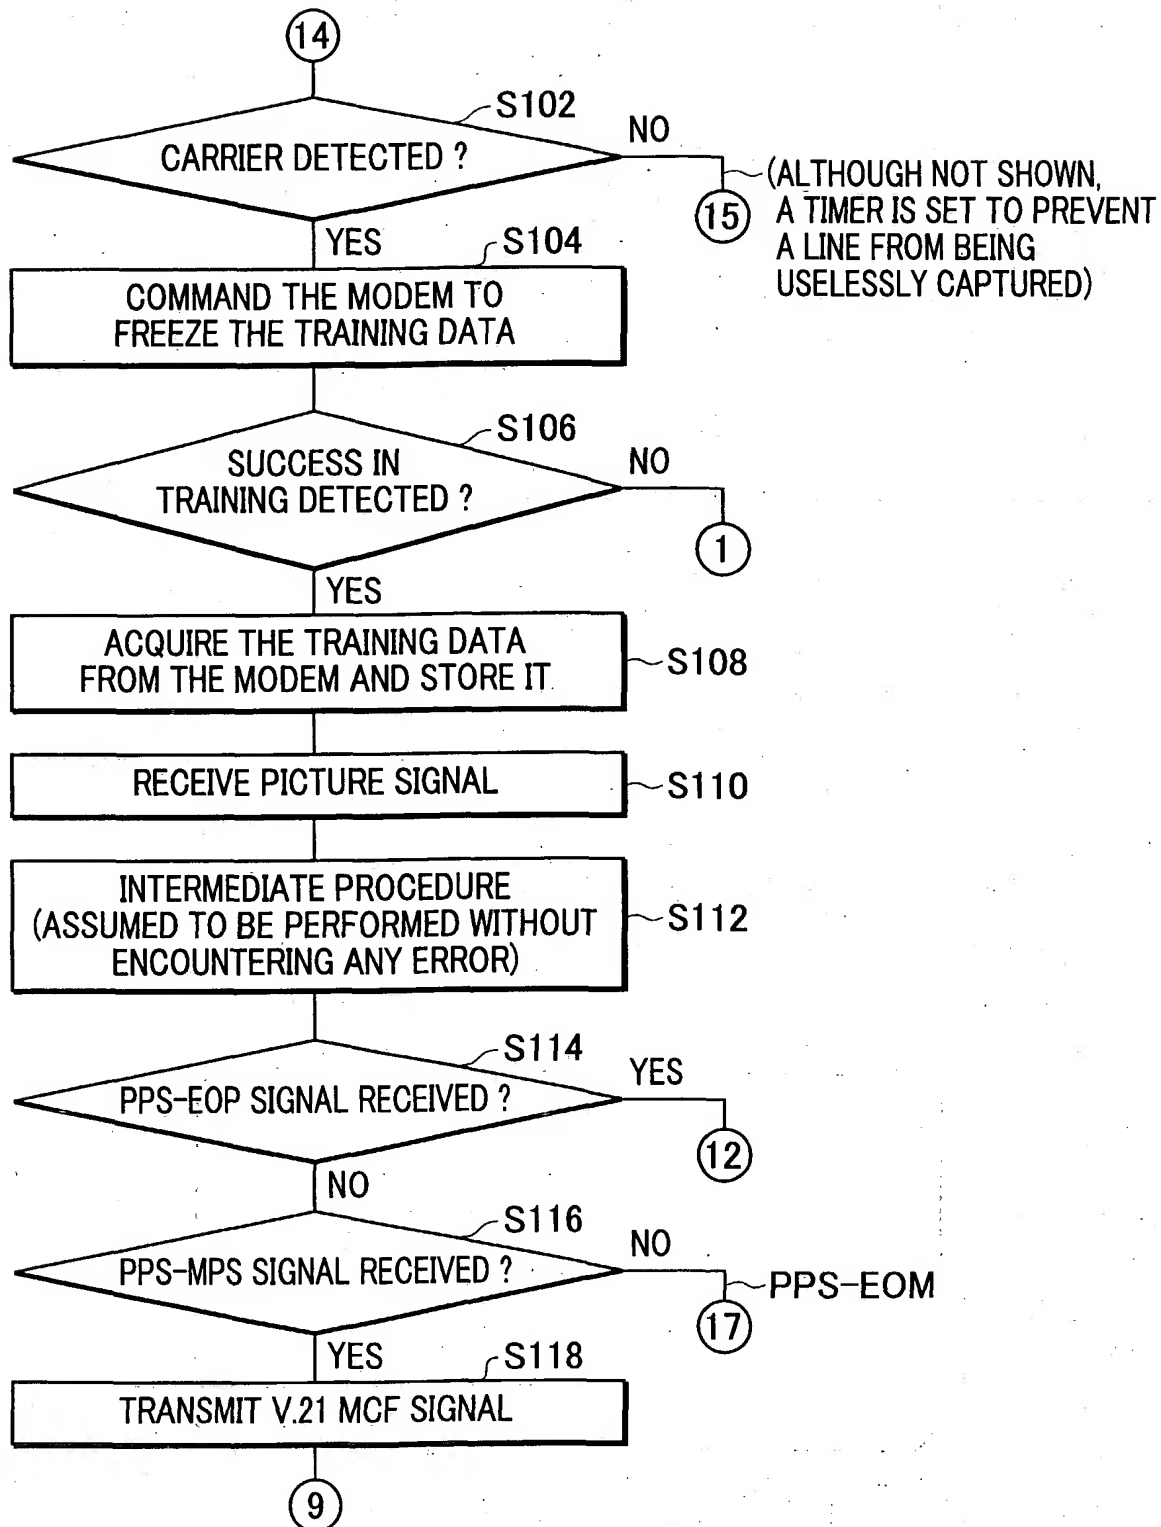 14
S102
CARRIER DETECTED ?
NO
15
(ALTHOUGH NOT SHOWN,
A TIMER IS SET TO PREVENT
A LINE FROM BEING
USELESSLY CAPTURED)
YES
S104
COMMAND THE MODEM TO
FREEZE THE TRAINING DATA
S106
SUCCESS IN
TRAINING DETECTED ?
NO
1
YES
ACQUIRE THE TRAINING DATA
FROM THE MODEM AND STORE IT
S108
RECEIVE PICTURE SIGNAL
S110
INTERMEDIATE PROCEDURE
(ASSUMED TO BE PERFORMED WITHOUT
ENCOUNTERING ANY ERROR)
S112
S114
PPS-EOP SIGNAL RECEIVED ?
YES
12
NO
S116
PPS-MPS SIGNAL RECEIVED ?
NO
PPS-EOM
17
YES
S118
TRANSMIT V.21 MCF SIGNAL
9